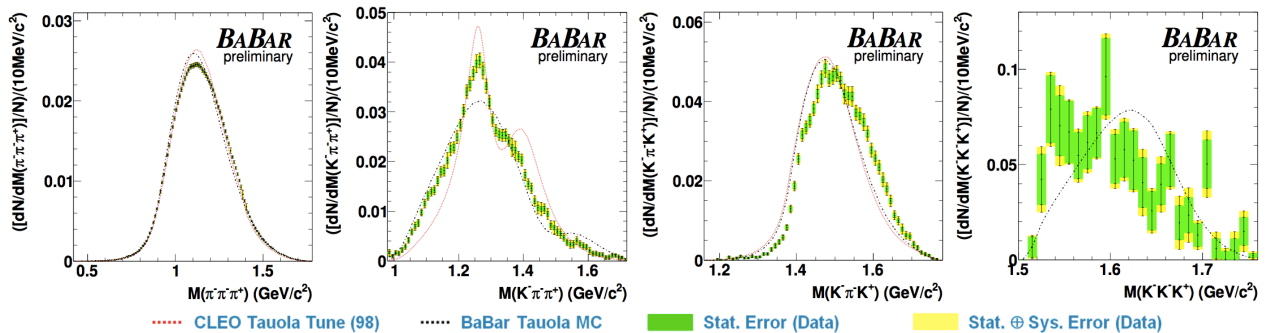 ([dN/dM(π⁻π⁻π⁺)]/N)/(10MeV/c²)
0.03
0.02
0.01
0
BABAR
preliminary
0.5 1 1.5
M(π⁻π⁻π⁺) (GeV/c²)
([dN/dM(K⁻π⁻π⁺)]/N)/(10MeV/c²)
0.05
0.04
0.03
0.02
0.01
0
BABAR
preliminary
1 1.2 1.4 1.6
M(K⁻π⁻π⁺) (GeV/c²)
([dN/dM(K⁻π⁻K⁺)]/N)/(10MeV/c²)
0.06
0.04
0.02
0
BABAR
preliminary
1.2 1.4 1.6
M(K⁻π⁻K⁺) (GeV/c²)
([dN/dM(K⁻K⁻K⁺)]/N)/(10MeV/c²)
0.1
0.05
0
BABAR
preliminary
1.5 1.6 1.7
M(K⁻K⁻K⁺) (GeV/c²)
CLEO Tauola Tune (98) BaBar Tauola MC Stat. Error (Data) Stat. ⊕ Sys. Error (Data)